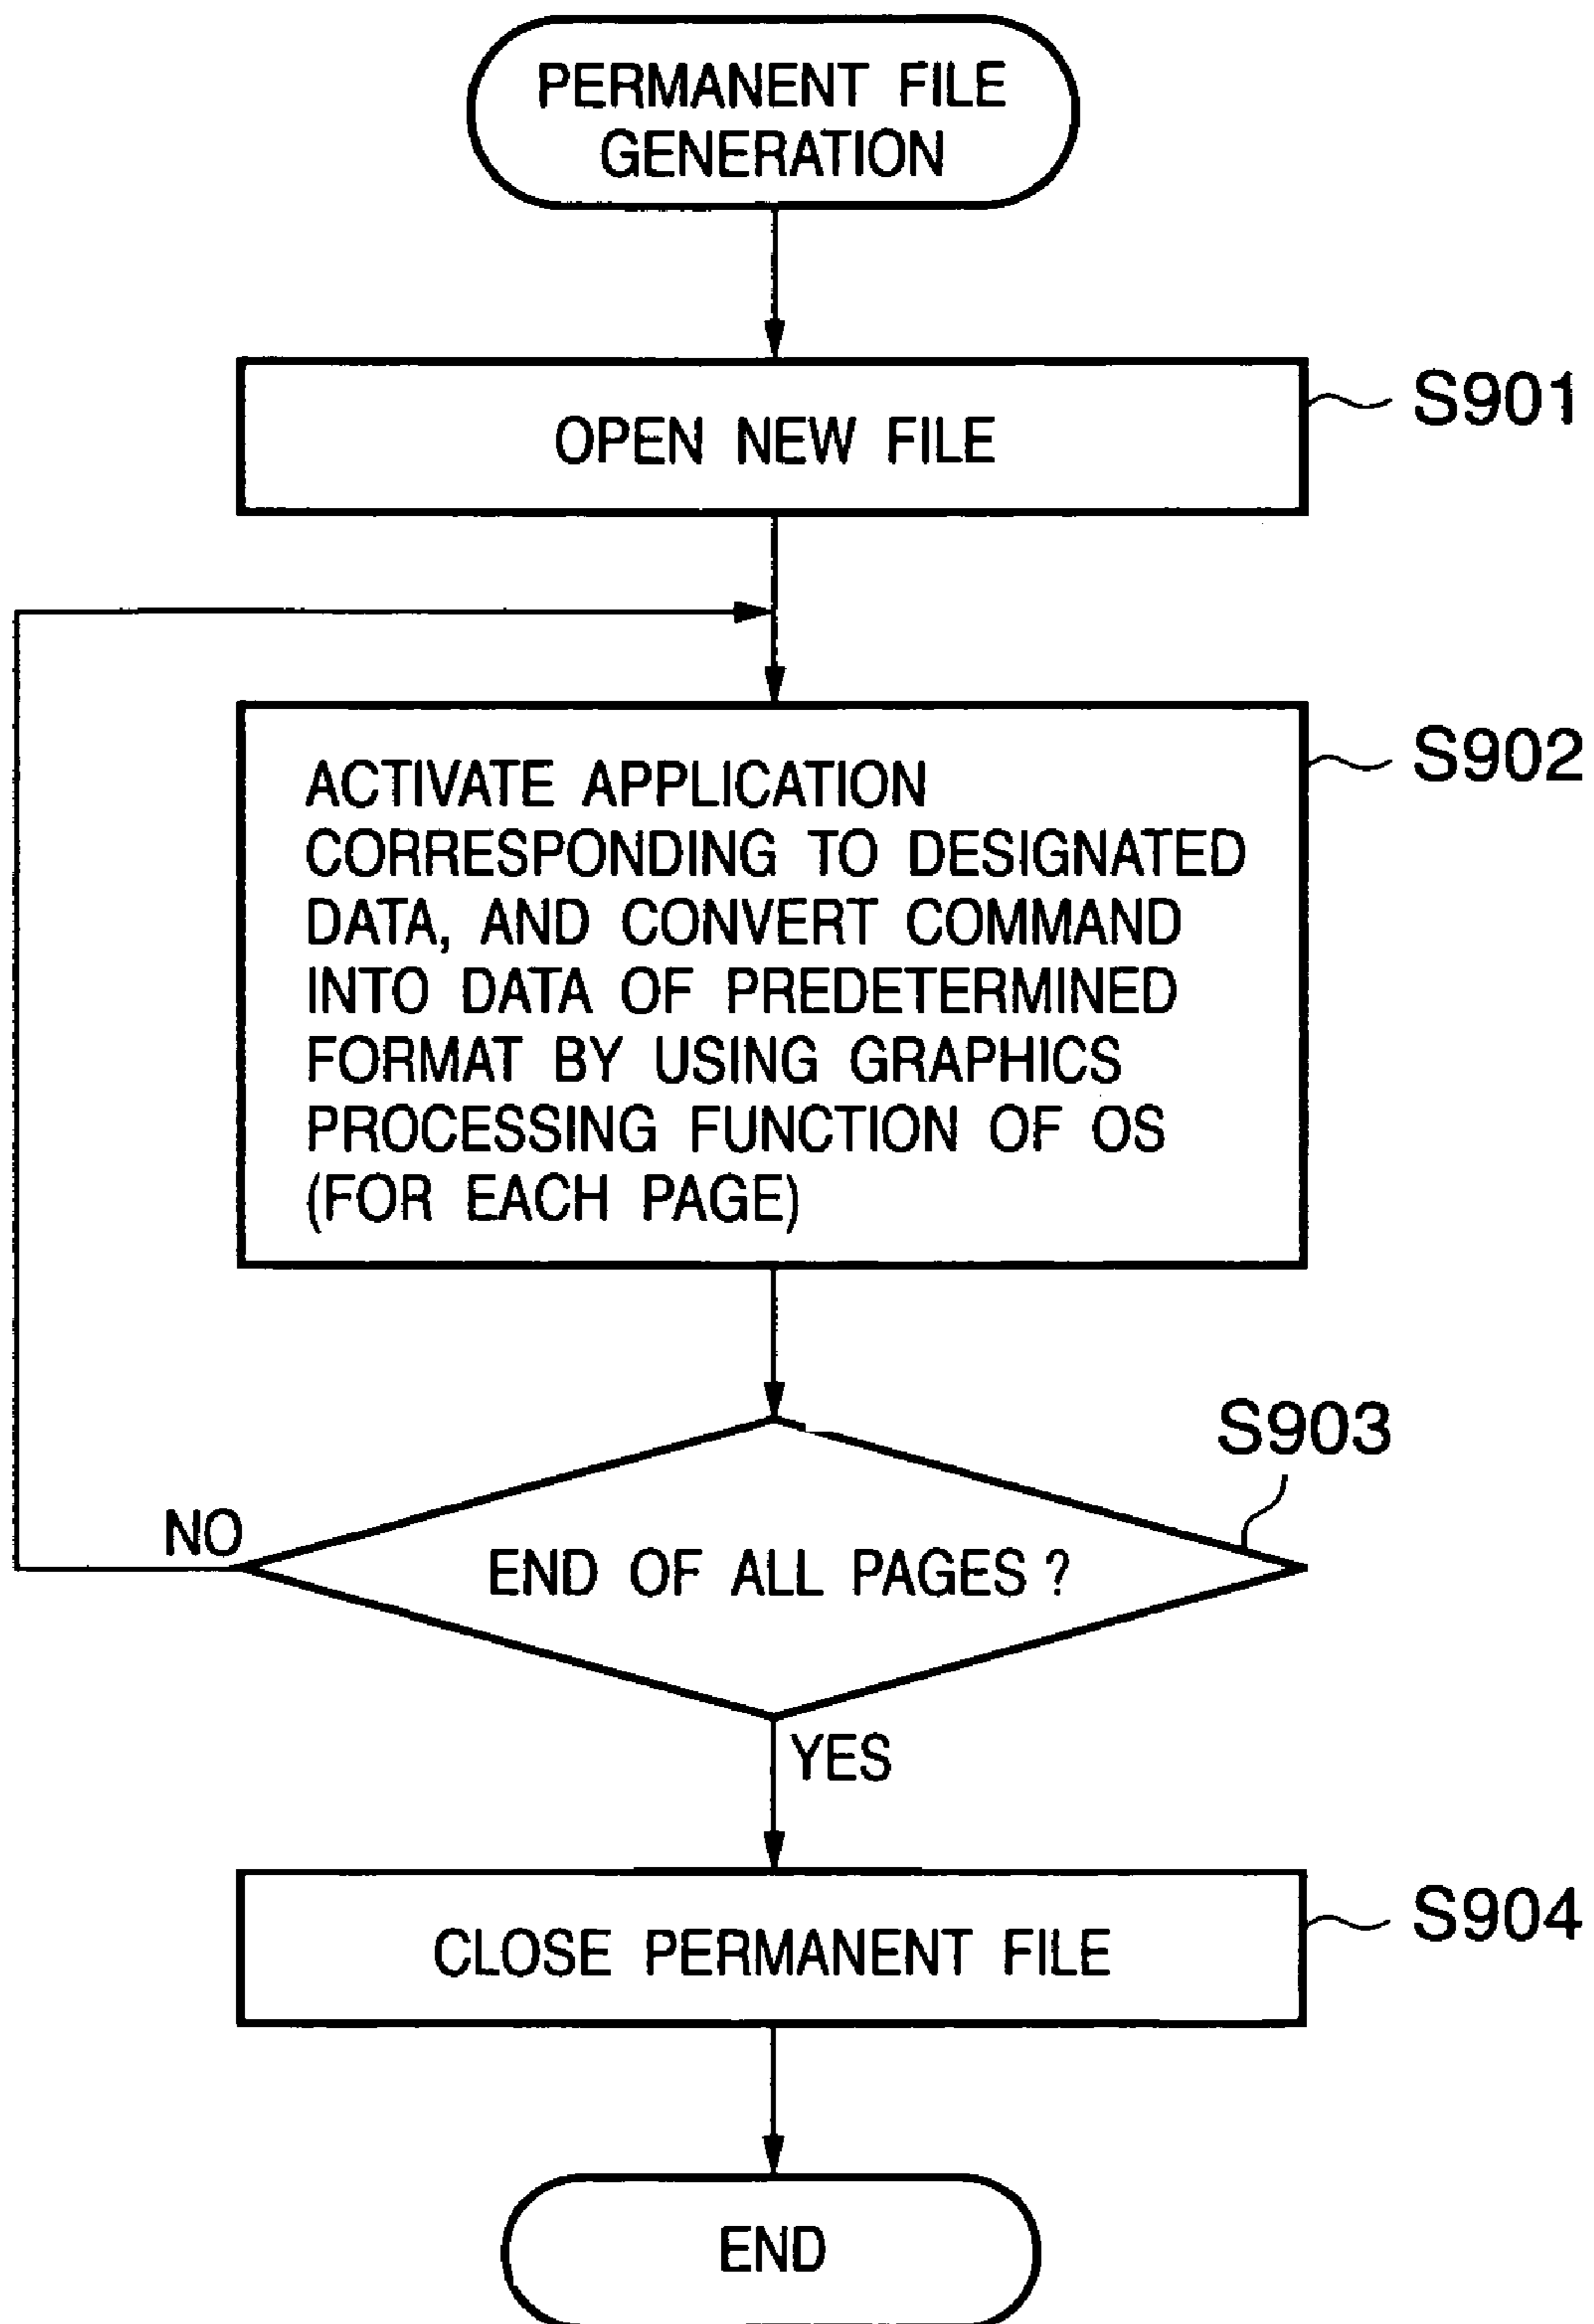 PERMANENT FILE
GENERATION
OPEN NEW FILE
S901
ACTIVATE APPLICATION
CORRESPONDING TO DESIGNATED
DATA, AND CONVERT COMMAND
INTO DATA OF PREDETERMINED
FORMAT BY USING GRAPHICS
PROCESSING FUNCTION OF OS
(FOR EACH PAGE)
S902
S903
NO
END OF ALL PAGES ?
YES
CLOSE PERMANENT FILE
S904
END